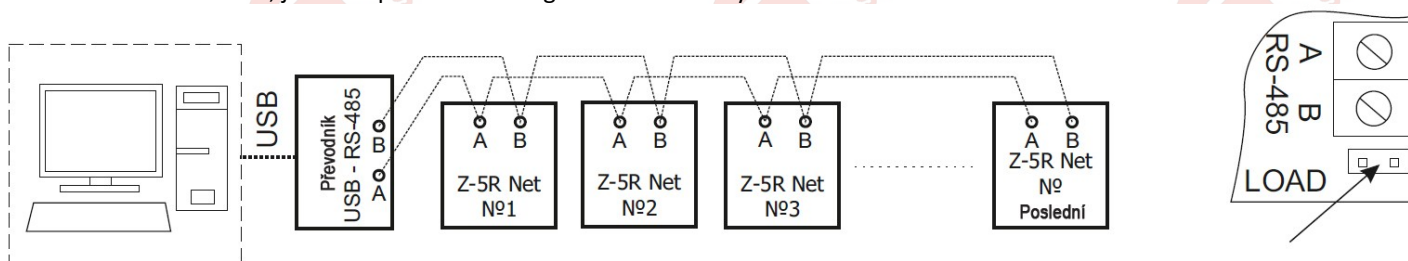 USB
Převodník
USB - RS-485
B
A
A B
Z-5R Net
Nº1
A B
Z-5R Net
Nº2
A B
Z-5R Net
Nº3
A B
Z-5R Net
Nº
Poslední
A
B
RS-485
LOAD